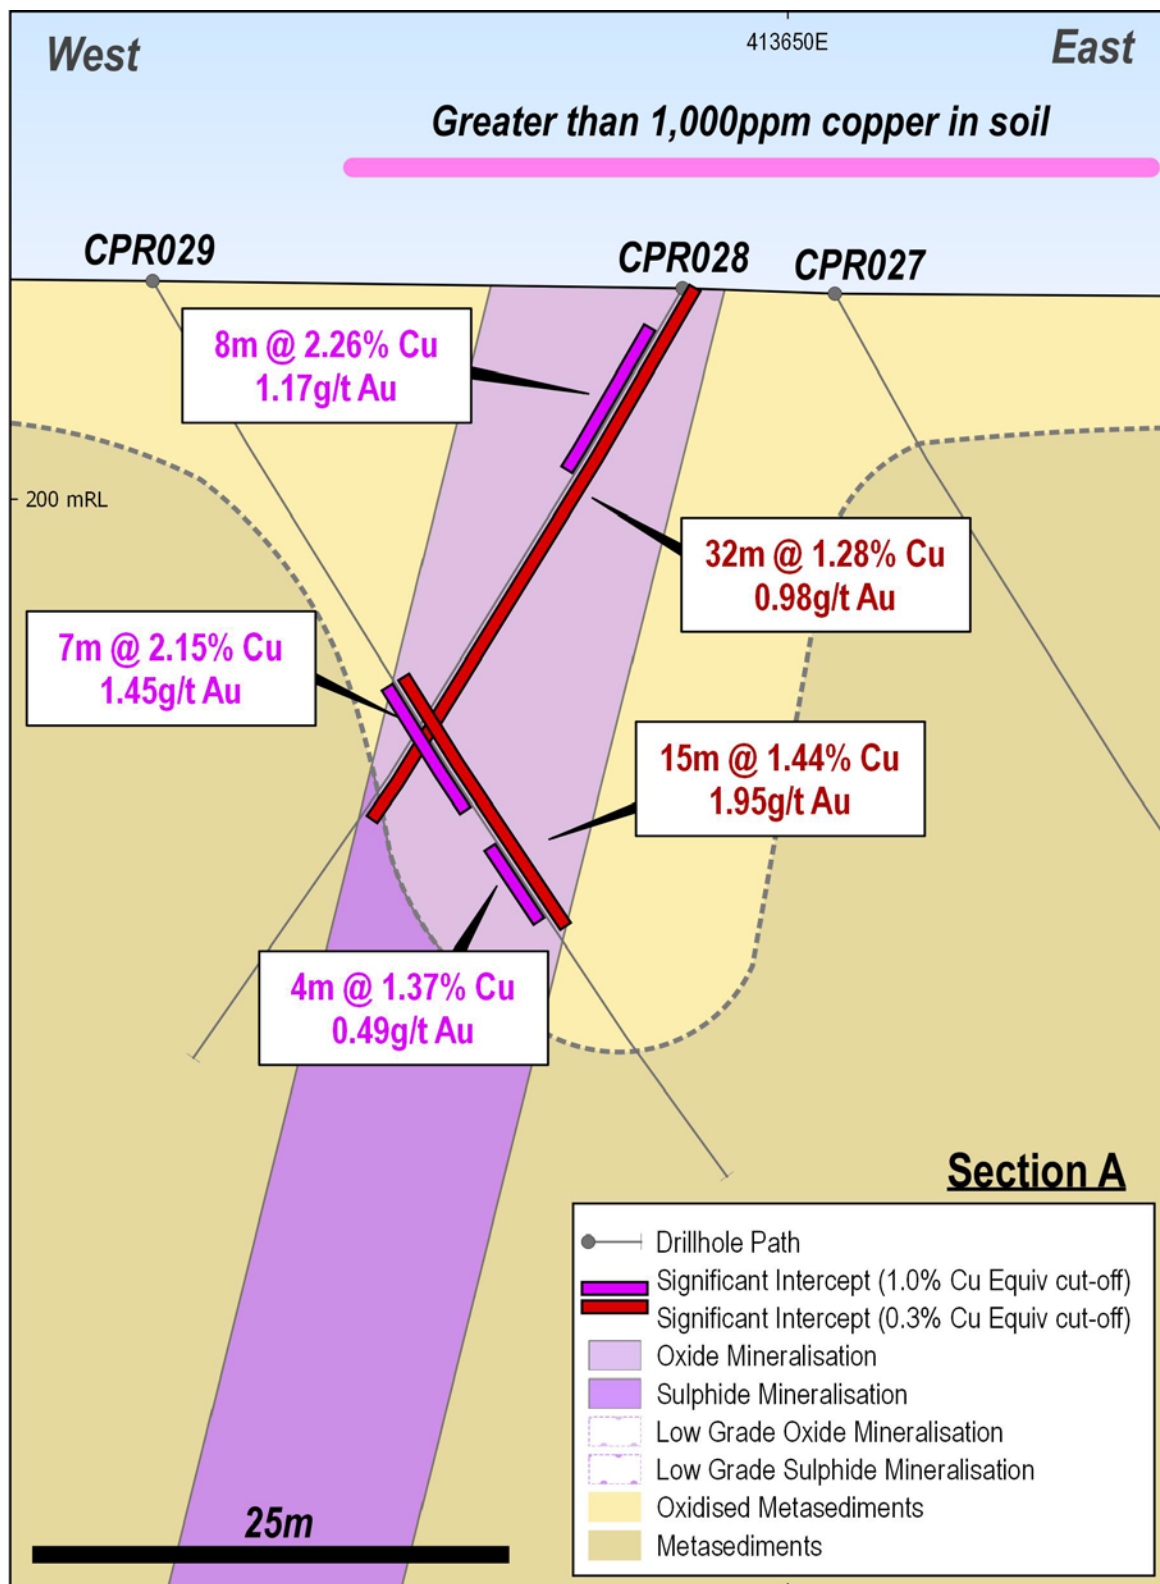 413650E
West
East
Greater than 1,000ppm copper in soil
CPR029
CPR028
CPR027
8m @ 2.26% Cu
1.17g/t Au
200 mRL
32m @ 1.28% Cu
0.98g/t Au
7m @ 2.15% Cu
1.45g/t Au
15m @ 1.44% Cu
1.95g/t Au
4m @ 1.37% Cu
0.49g/t Au
Section A
Drillhole Path
Significant Intercept (1.0% Cu Equiv cut-off)
Significant Intercept (0.3% Cu Equiv cut-off)
Oxide Mineralisation
Sulphide Mineralisation
Low Grade Oxide Mineralisation
Low Grade Sulphide Mineralisation
Oxidised Metasediments
Metasediments
25m